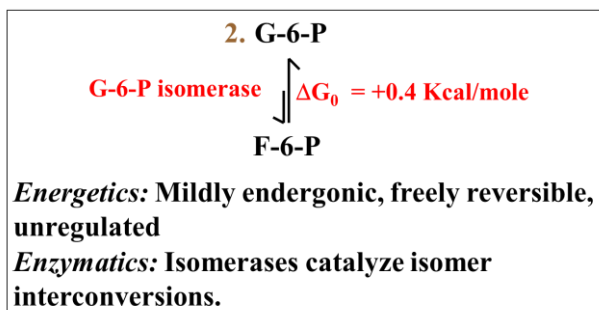 2. G-6-P
G-6-P isomerase ΔG₀ = +0.4 Kcal/mole
F-6-P
Energetics: Mildly endergonic, freely reversible,
unregulated
Enzymatics: Isomerases catalyze isomer
interconversions.